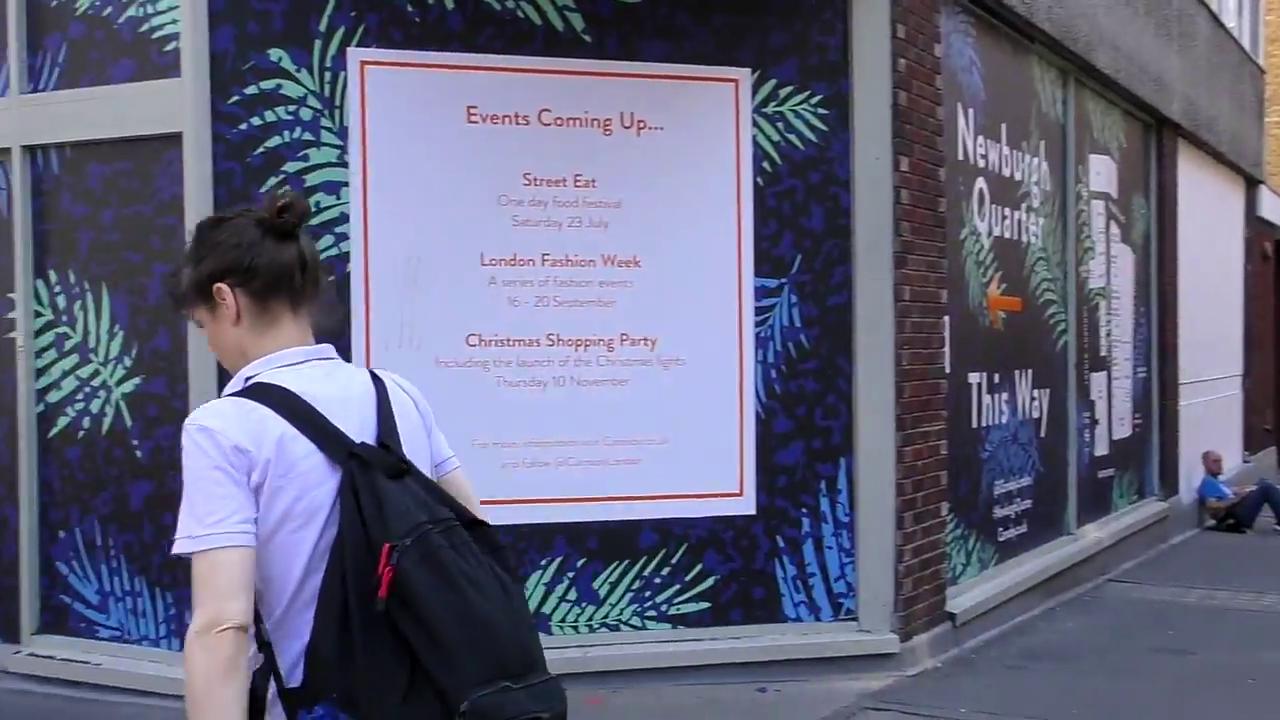 Events Coming Up...
Street Eat
One day food festival
Saturday 23 July
London Fashion Week
A series of fashion events
16 - 20 September
Christmas Shopping Party
Including the launch of the Christmas lights
Thursday 10 November
For more information visit Carnaby.co.uk
and follow @CarnabyLondon
Newburgh
Quarter
This Way